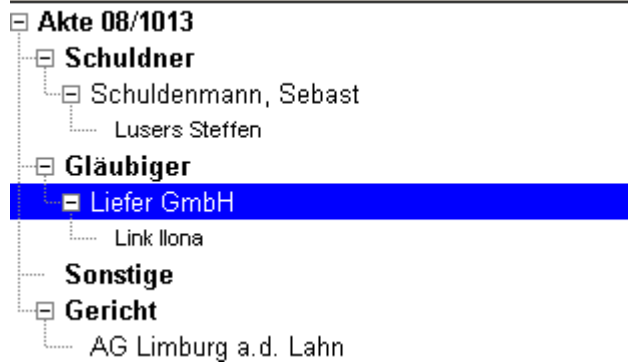 Akte 08/1013
Schuldner
Schuldenmann, Sebast
Lusers Steffen
Gläubiger
Liefer GmbH
Link Ilona
Sonstige
Gericht
AG Limburg a.d. Lahn